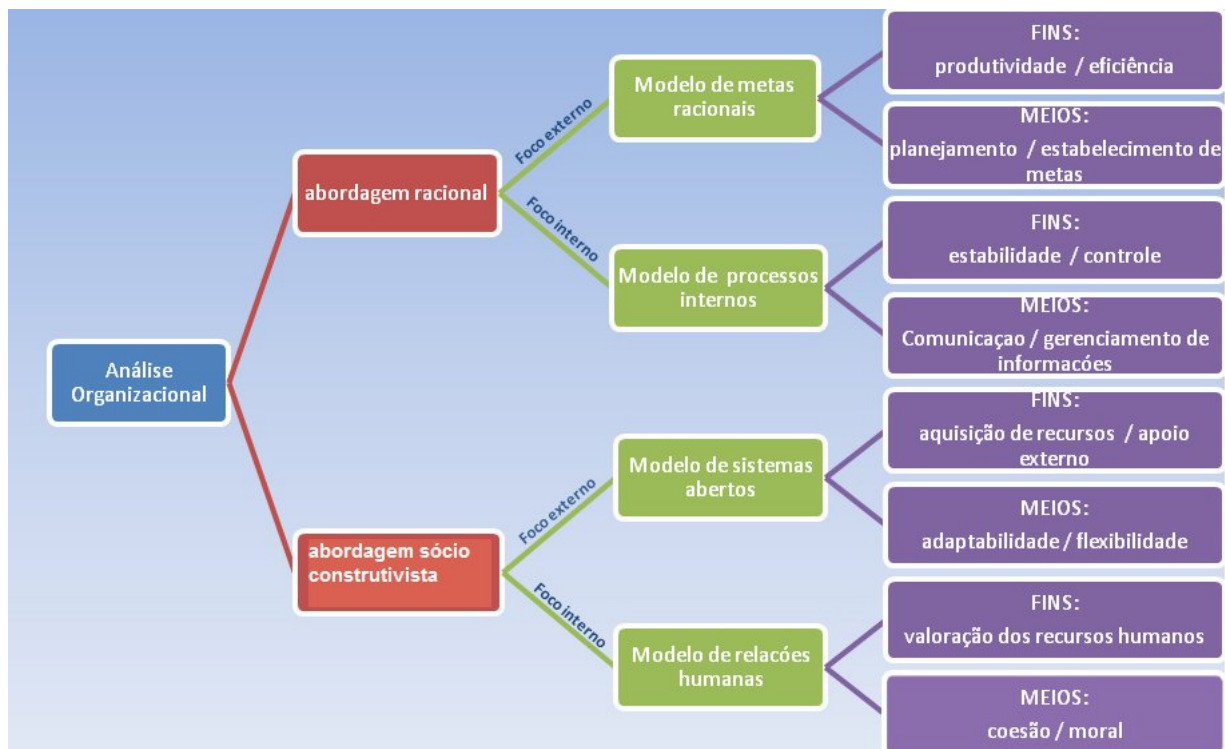 Análise
Organizacional
abordagem racional
abordagem sócio
construtivista
Foco externo
Foco interno
Foco externo
Foco interno
Modelo de metas
racionais
Modelo de processos
internos
Modelo de sistemas
abertos
Modelo de relacóes
humanas
FINS:
produtividade / eficiência
MEIOS:
planejamento / estabelecimento de
metas
FINS:
estabilidade / controle
MEIOS:
Comunicaçao / gerenciamento de
informacóes
FINS:
aquisição de recursos / apoio
externo
MEIOS:
adaptabilidade / flexibilidade
FINS:
valoração dos recursos humanos
MEIOS:
coesão / moral